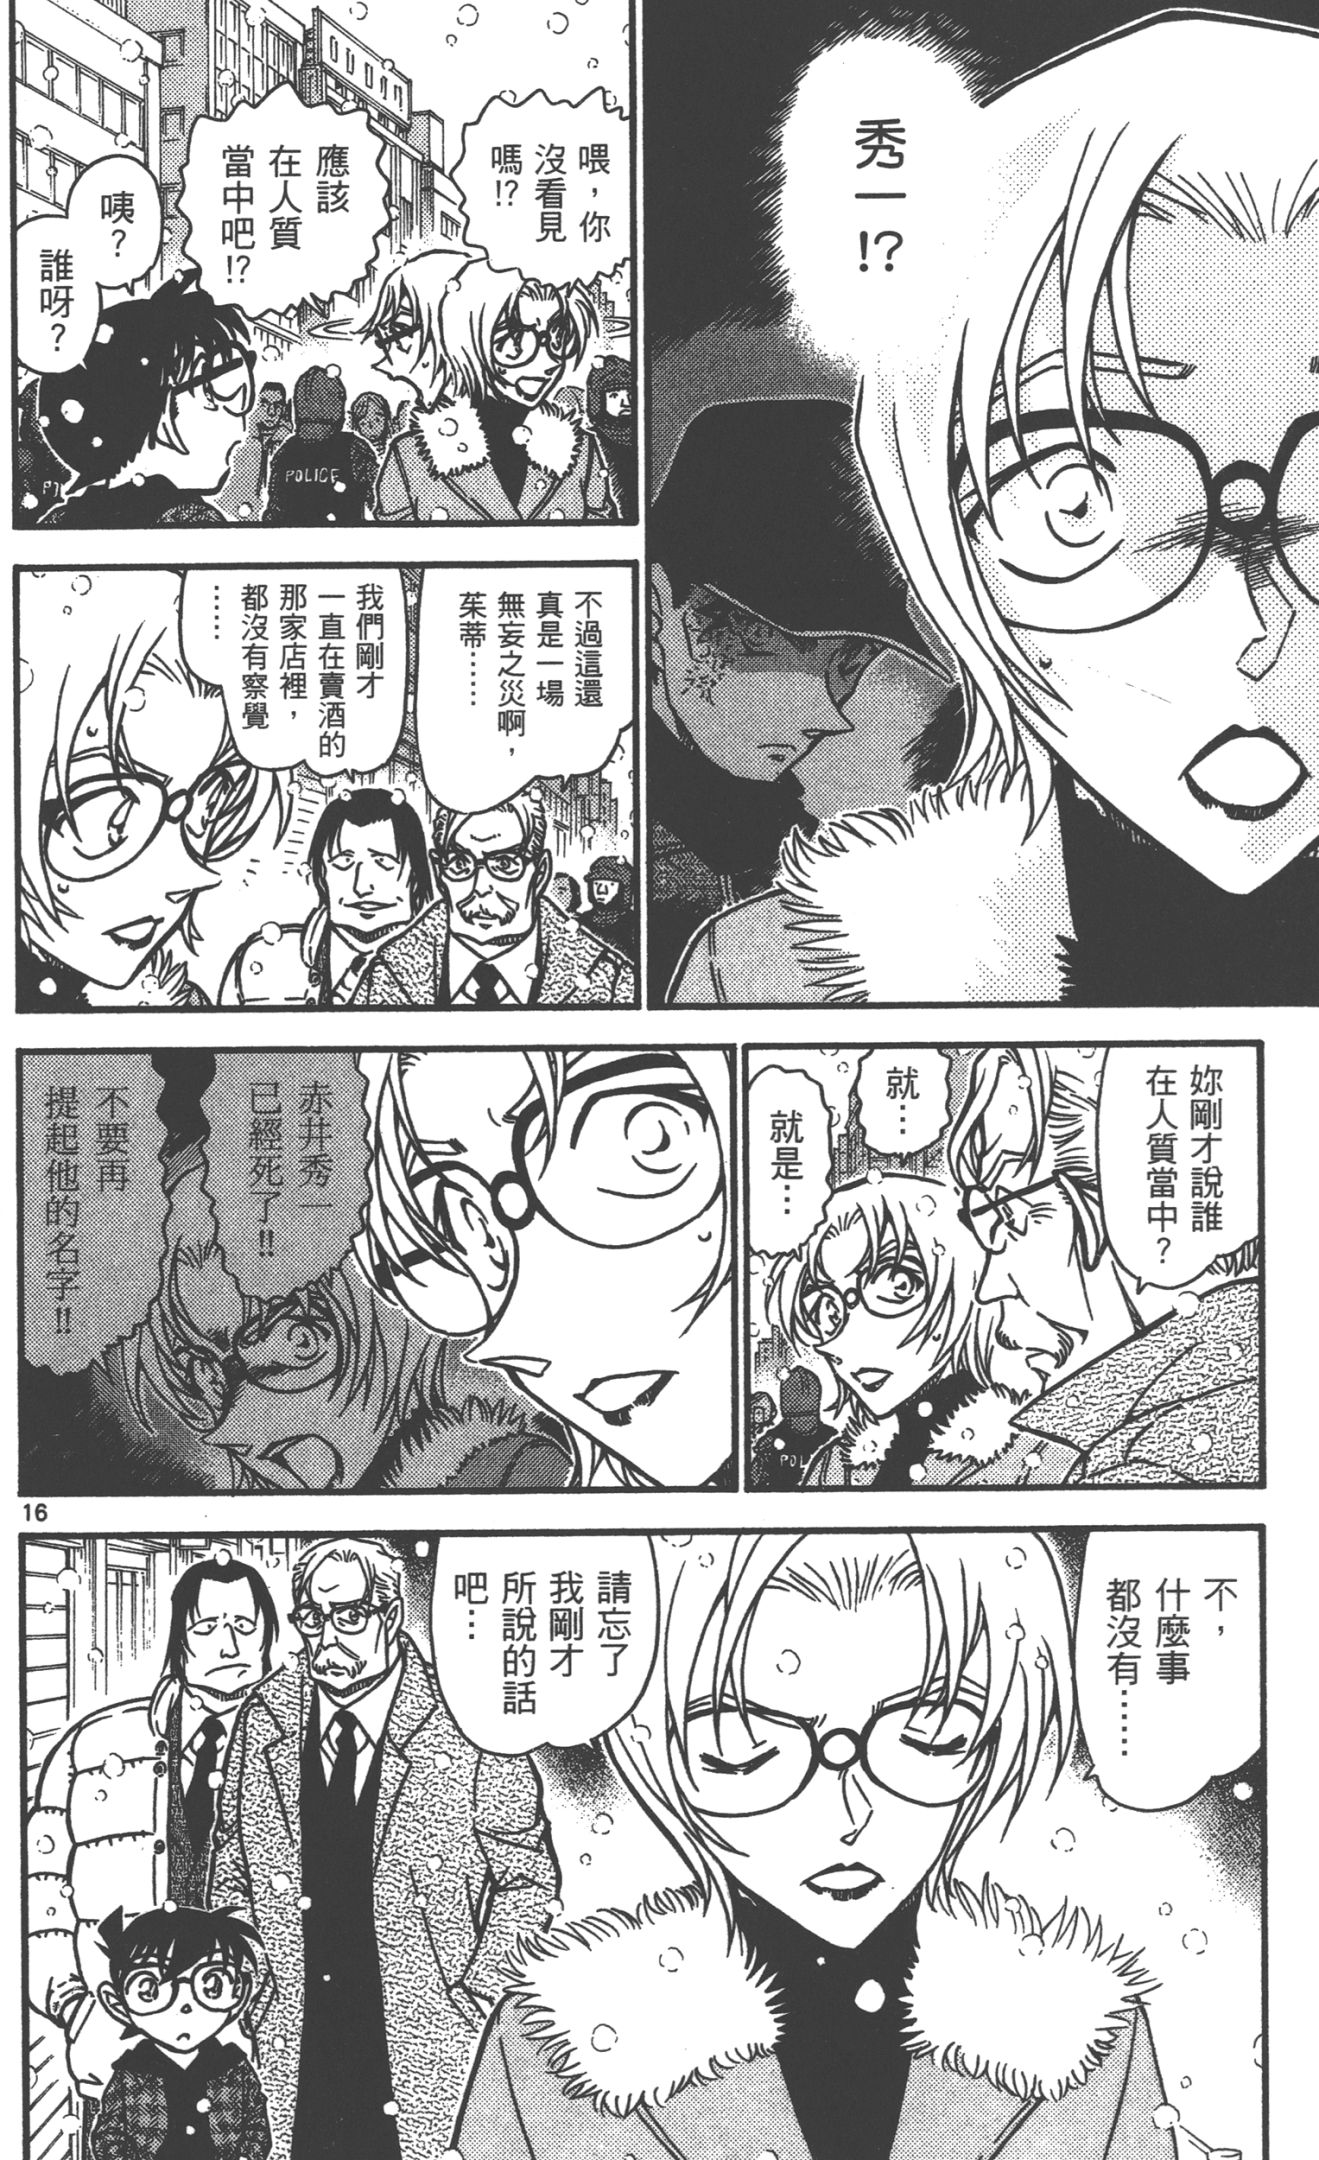 秀一!?
喂，你
沒看見
嗎!?
應該
在人質
當中吧!?
咦？
誰呀？
POLICE
不過這還
真是一場
無妄之災啊，
茱蒂……
我們剛才
一直在賣酒的
那家店裡，
都沒有察覺
……
妳剛才說誰
在人質當中？
就…
就是…
POL
赤井秀一
已經死了!!
不要再
提起他的名字!!
16
不，
什麼事
都沒有……
請忘了
我剛才
所說的話
吧…